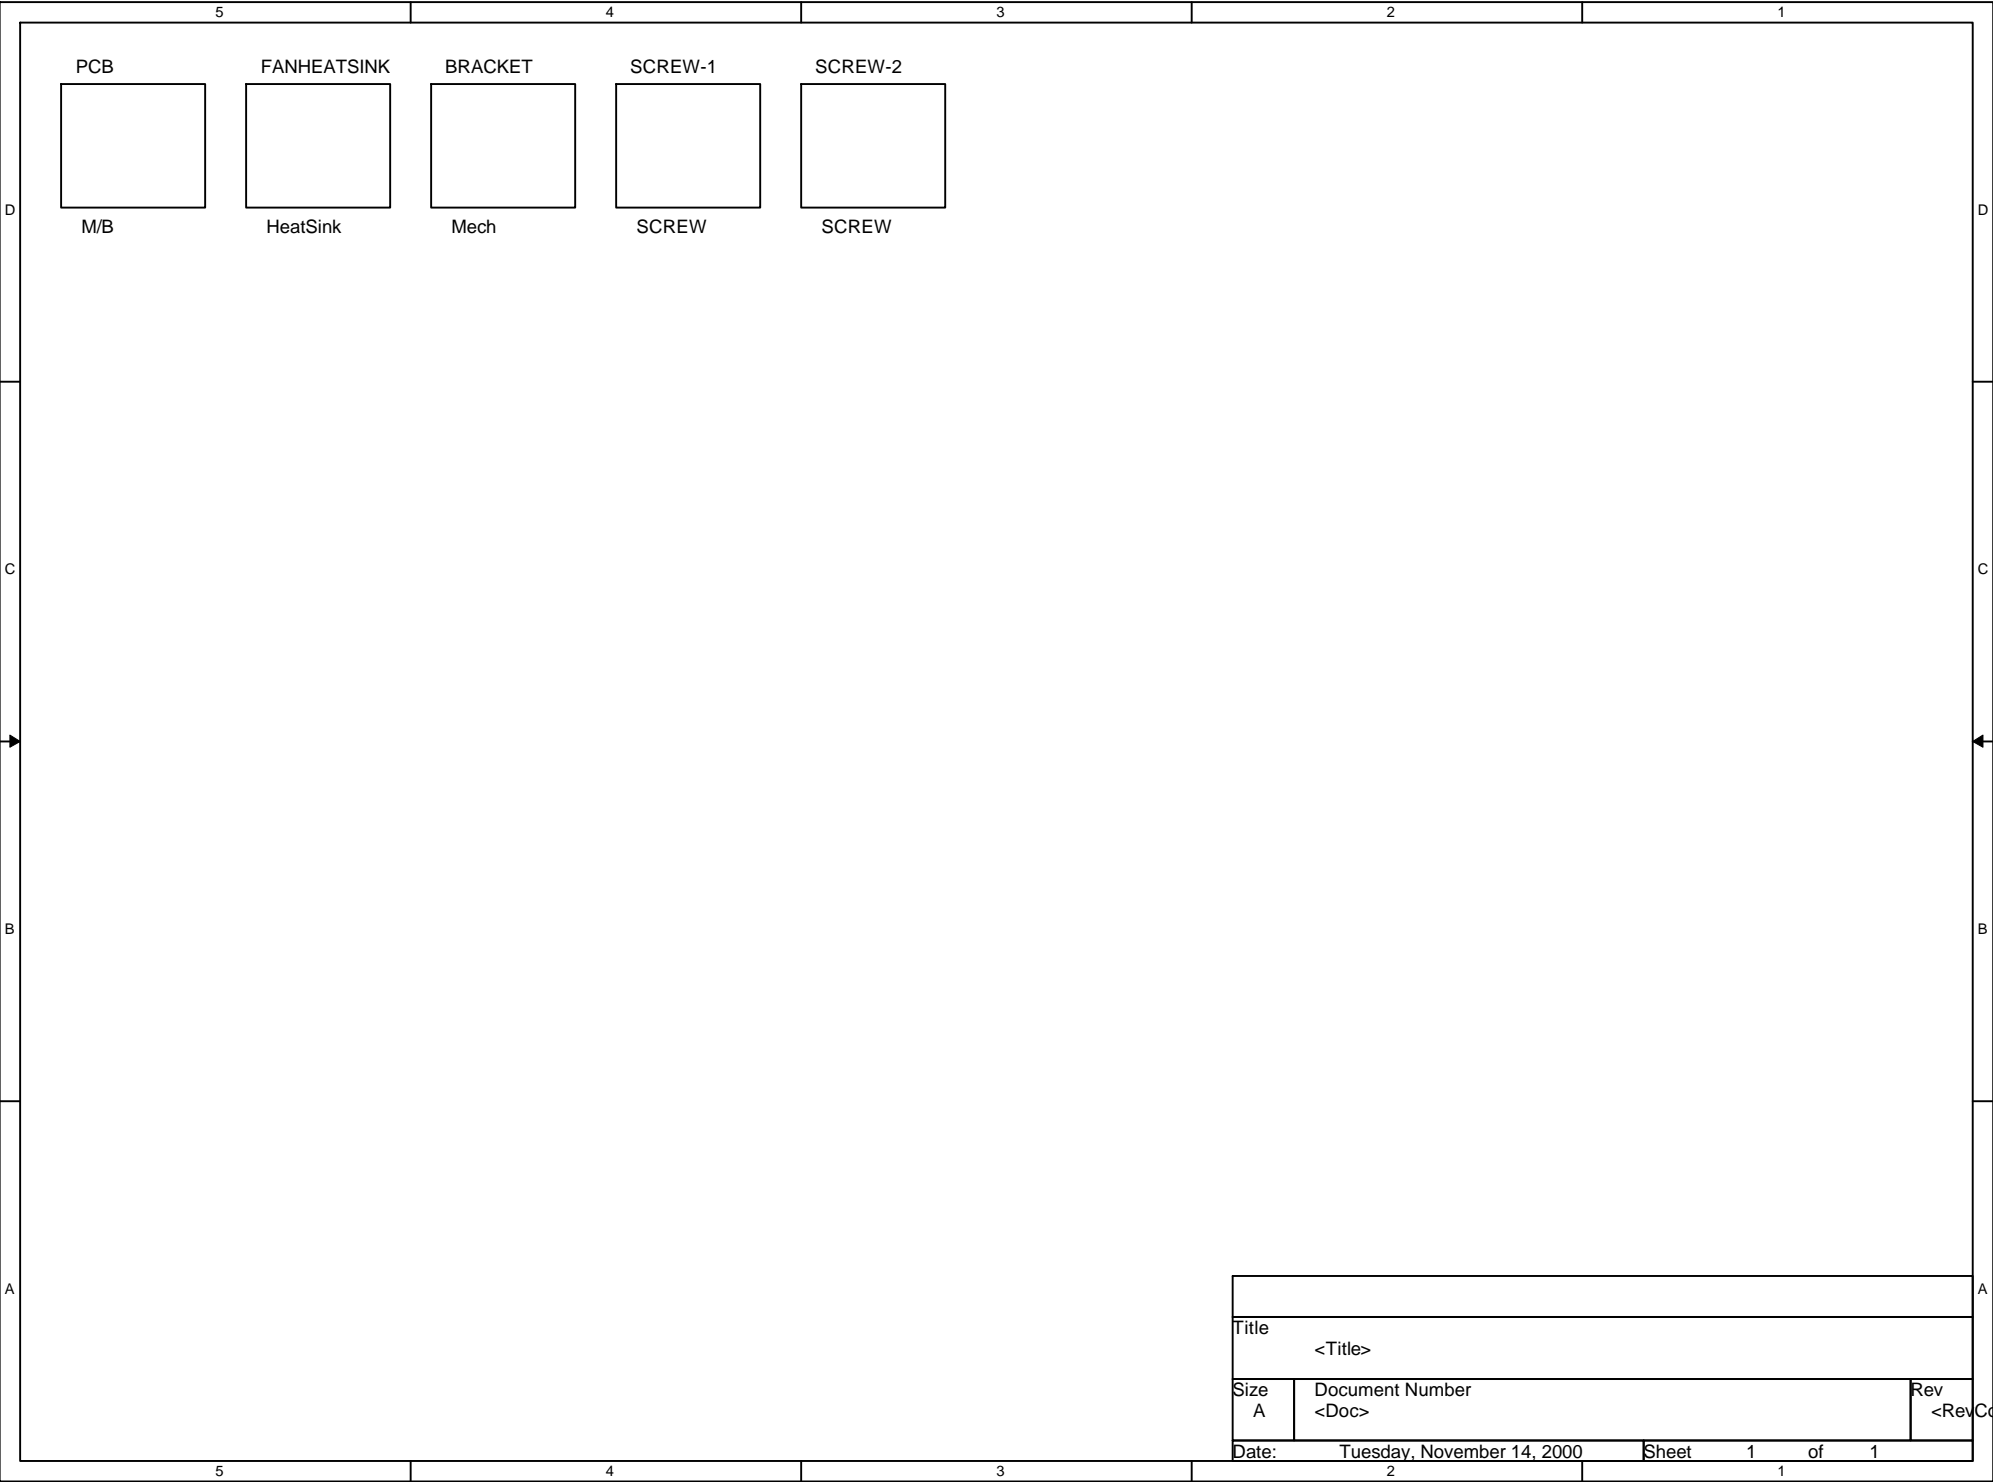 5 4 3 2 1
PCB FANHEATSINK BRACKET SCREW-1 SCREW-2
D D
M/B HeatSink Mech SCREW SCREW
C C
B B
A A
Title
<Title>
Size Document Number Rev
A <Doc> <RevCo
Date: Tuesday, November 14, 2000 Sheet 1 of 1
5 4 3 2 1